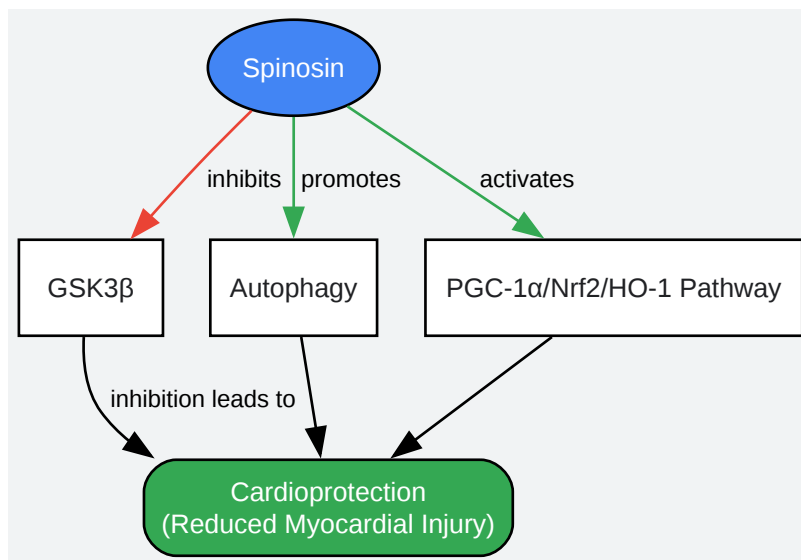 Spinosin
inhibits
promotes
activates
GSK3β
Autophagy
PGC-1α/Nrf2/HO-1 Pathway
inhibition leads to
Cardioprotection
(Reduced Myocardial Injury)